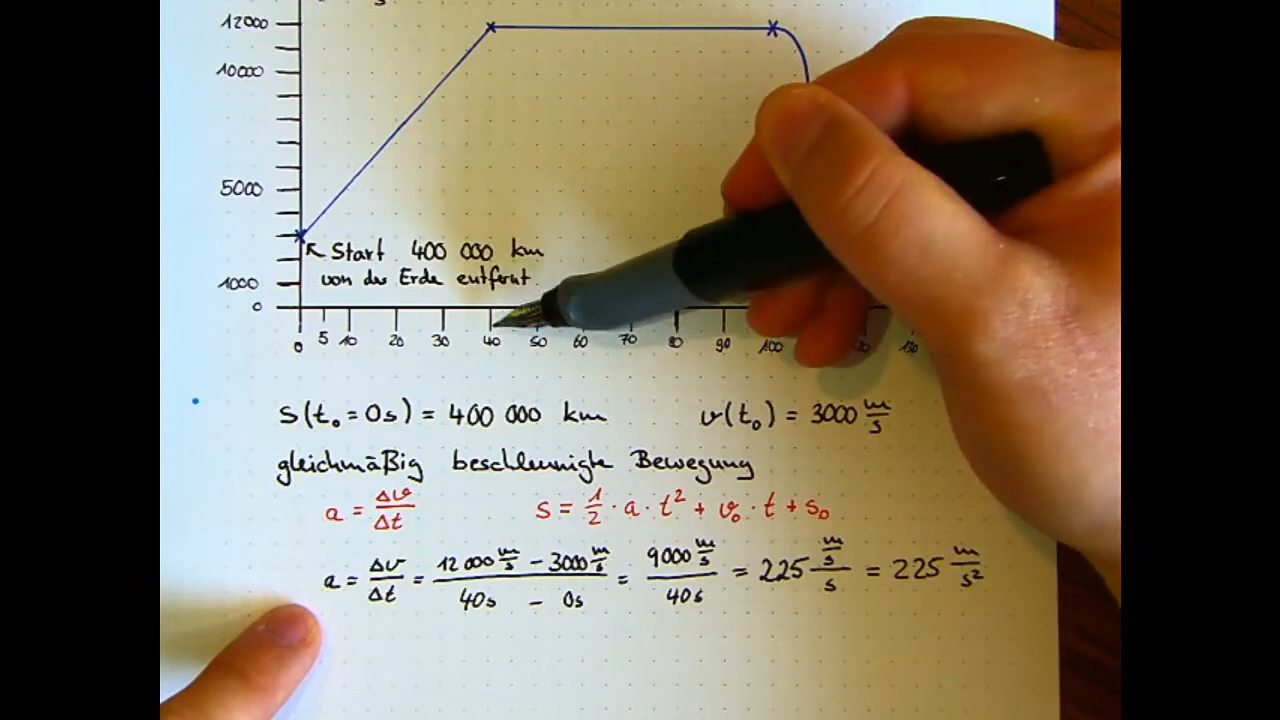 12000
10000
5000
Start 400 000 km
von der Erde entfernt
1000
0
0 5 10 20 30 40 50 60 70 80 90 100
s(t₀ = 0s) = 400 000 km v(t₀) = 3000 m/s
gleichmäßig beschleunigte Bewegung
a = Δv/Δt s = 1/2 · a · t² + v₀ · t + s₀
a = Δv/Δt = (12000 m/s - 3000 m/s)/(40s - 0s) = 9000 m/s / 40s = 225 m/s / s = 225 m/s²